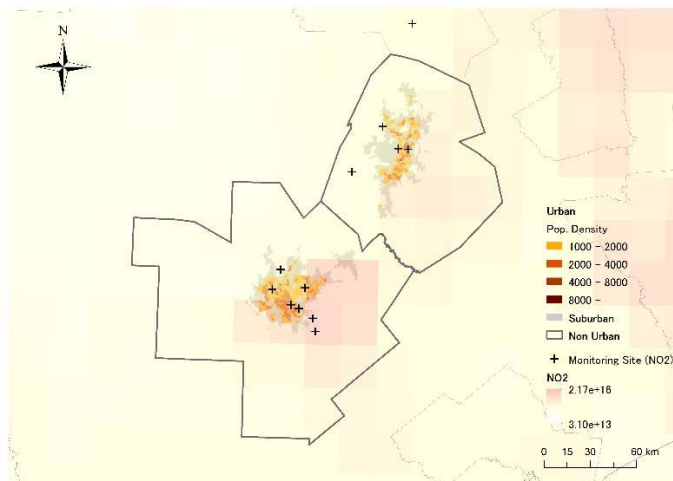 N
Urban
Pop. Density
1000 - 2000
2000 - 4000
4000 - 8000
8000 -
Suburban
Non Urban
Monitoring Site (NO2)
NO2
2.17e+16
3.10e+13
0 15 30 60 km